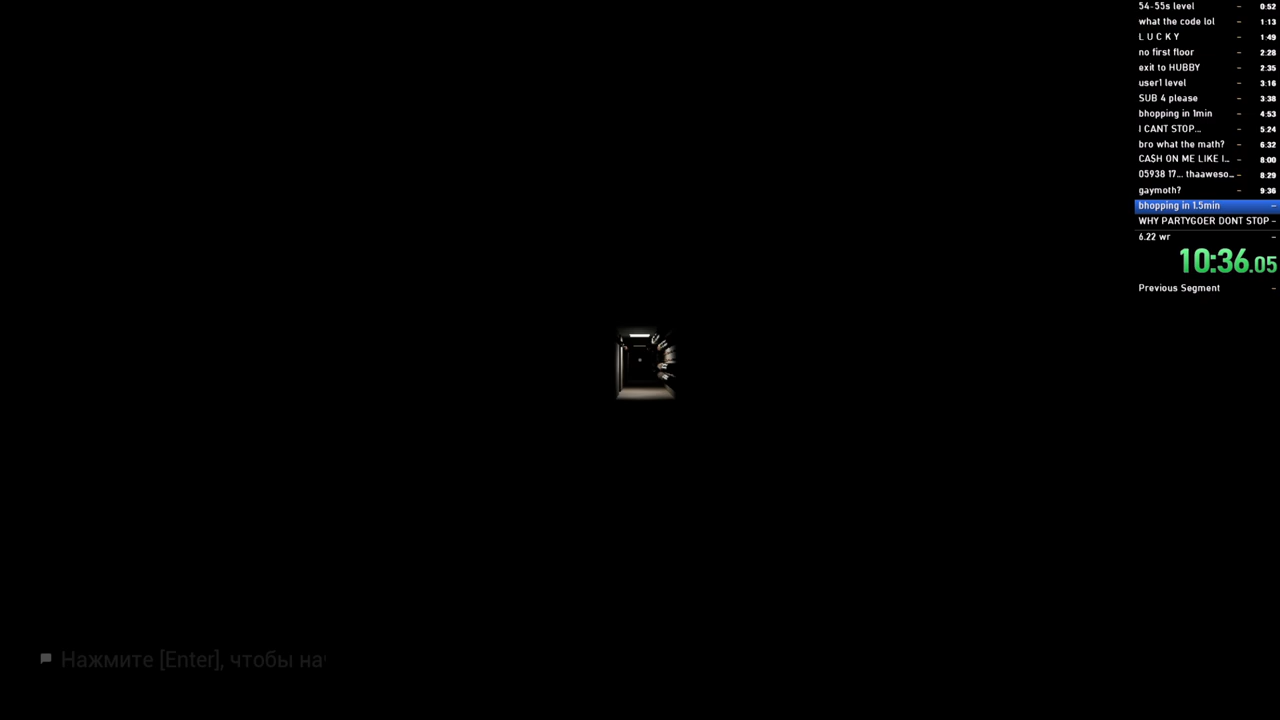 54-55s level – 0:52
what the code lol – 1:13
L U C K Y – 1:49
no first floor – 2:28
exit to HUBBY – 2:35
user1 level – 3:16
SUB 4 please – 3:38
bhopping in 1min – 4:53
I CANT STOP... – 5:24
bro what the math? – 6:32
CA$H ON ME LIKE I... – 8:00
05938 17... thaaweso... – 8:29
gaymoth? – 9:36
bhopping in 1.5min –
WHY PARTYGOER DONT STOP –
6.22 wr –
10:36.05
Previous Segment –
Нажмите [Enter], чтобы на